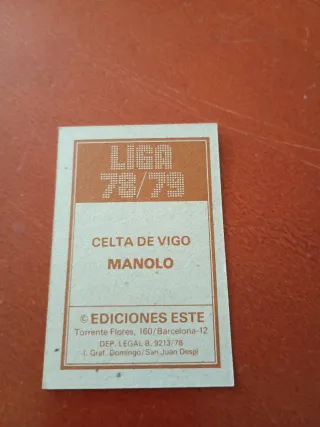 LIGA
78/79
CELTA DE VIGO
MANOLO
© EDICIONES ESTE
Torrente Flores, 160/Barcelona-12
DEP. LEGAL B. 9213/78
I. Graf. Domingo/San Juan Despí